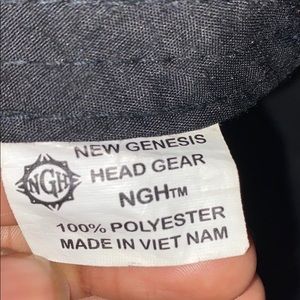 NGH
NEW GENESIS
HEAD GEAR
NGH™
100% POLYESTER
MADE IN VIET NAM